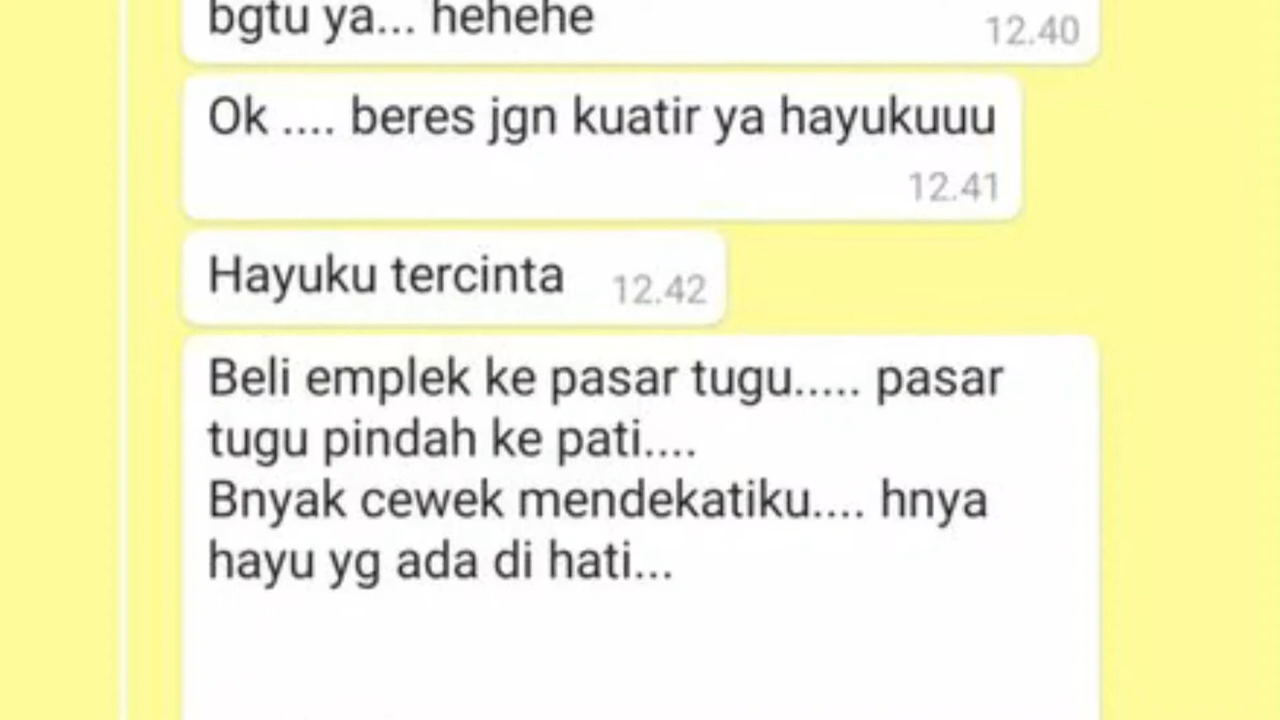 bgtu ya... hehehe
12.40
Ok .... beres jgn kuatir ya hayukuuu
12.41
Hayuku tercinta 12.42
Beli emplek ke pasar tugu..... pasar
tugu pindah ke pati....
Bnyak cewek mendekatiku.... hnya
hayu yg ada di hati...